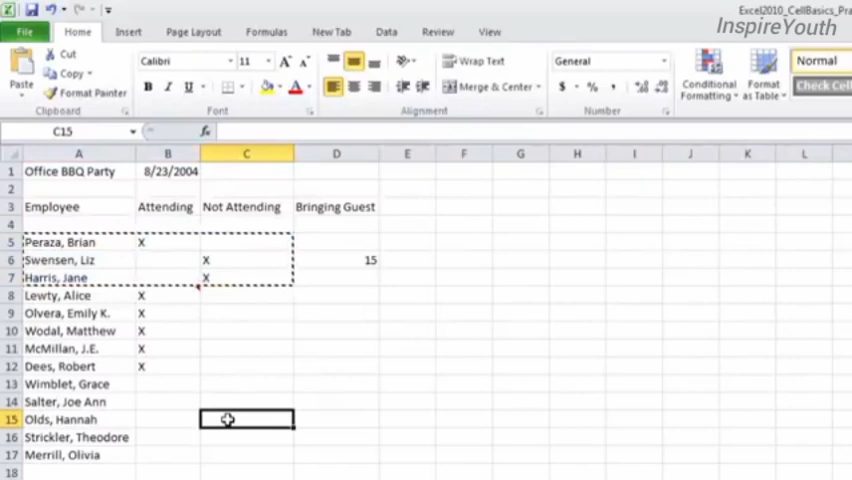 Excel2010_CellBasics_Pra
InspireYouth
File Home Insert Page Layout Formulas New Tab Data Review View
Cut
Copy
Format Painter
Paste
Clipboard
Calibri 11 A A
B I U A
Font
Wrap Text
Merge & Center
Alignment
General
$ % , .0 .00 .00 .0
Number
Conditional Formatting
Format as Table
Normal
Check Cell
C15 fx
A B C D E F G H I J K L
1 Office BBQ Party 8/23/2004
2
3 Employee Attending Not Attending Bringing Guest
4
5 Peraza, Brian X
6 Swensen, Liz X 15
7 Harris, Jane X
8 Lewty, Alice X
9 Olvera, Emily K. X
10 Wodal, Matthew X
11 McMillan, J.E. X
12 Dees, Robert X
13 Wimblet, Grace
14 Salter, Joe Ann
15 Olds, Hannah
16 Strickler, Theodore
17 Merrill, Olivia
18